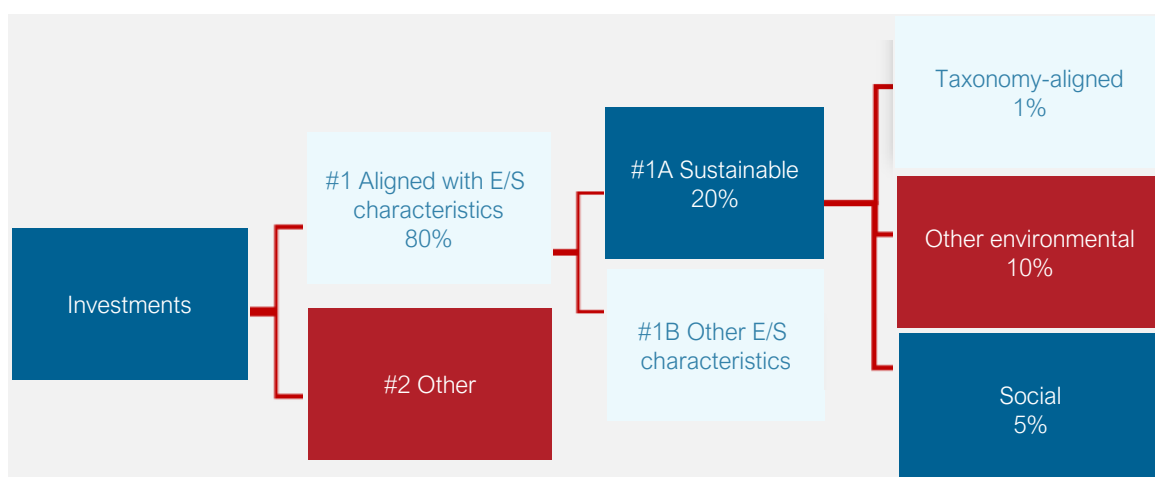 Investments
#1 Aligned with E/S
characteristics
80%
#2 Other
#1A Sustainable
20%
#1B Other E/S
characteristics
Taxonomy-aligned
1%
Other environmental
10%
Social
5%